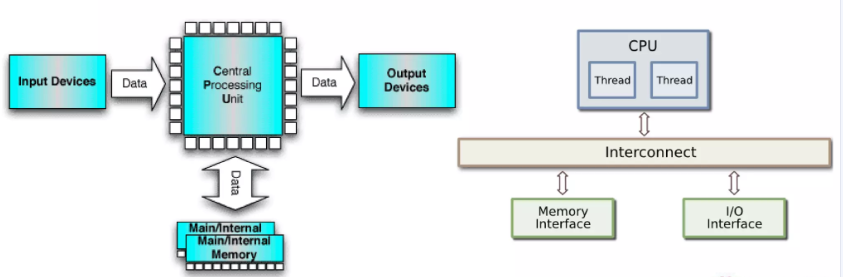 Input Devices
Data
Central
Processing
Unit
Data
Output
Devices
Data
Main/Internal
Main/Internal
Memory
CPU
Thread
Thread
Interconnect
Memory
Interface
I/O
Interface